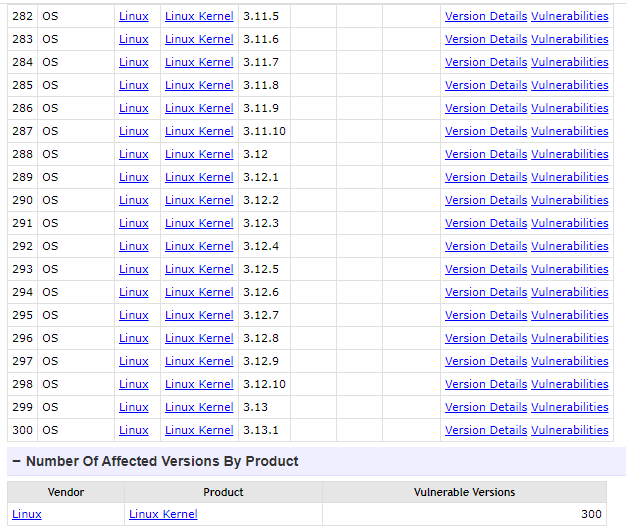 282 OS Linux Linux Kernel 3.11.5 Version Details Vulnerabilities
283 OS Linux Linux Kernel 3.11.6 Version Details Vulnerabilities
284 OS Linux Linux Kernel 3.11.7 Version Details Vulnerabilities
285 OS Linux Linux Kernel 3.11.8 Version Details Vulnerabilities
286 OS Linux Linux Kernel 3.11.9 Version Details Vulnerabilities
287 OS Linux Linux Kernel 3.11.10 Version Details Vulnerabilities
288 OS Linux Linux Kernel 3.12 Version Details Vulnerabilities
289 OS Linux Linux Kernel 3.12.1 Version Details Vulnerabilities
290 OS Linux Linux Kernel 3.12.2 Version Details Vulnerabilities
291 OS Linux Linux Kernel 3.12.3 Version Details Vulnerabilities
292 OS Linux Linux Kernel 3.12.4 Version Details Vulnerabilities
293 OS Linux Linux Kernel 3.12.5 Version Details Vulnerabilities
294 OS Linux Linux Kernel 3.12.6 Version Details Vulnerabilities
295 OS Linux Linux Kernel 3.12.7 Version Details Vulnerabilities
296 OS Linux Linux Kernel 3.12.8 Version Details Vulnerabilities
297 OS Linux Linux Kernel 3.12.9 Version Details Vulnerabilities
298 OS Linux Linux Kernel 3.12.10 Version Details Vulnerabilities
299 OS Linux Linux Kernel 3.13 Version Details Vulnerabilities
300 OS Linux Linux Kernel 3.13.1 Version Details Vulnerabilities
– Number Of Affected Versions By Product
Vendor Product Vulnerable Versions
Linux Linux Kernel 300